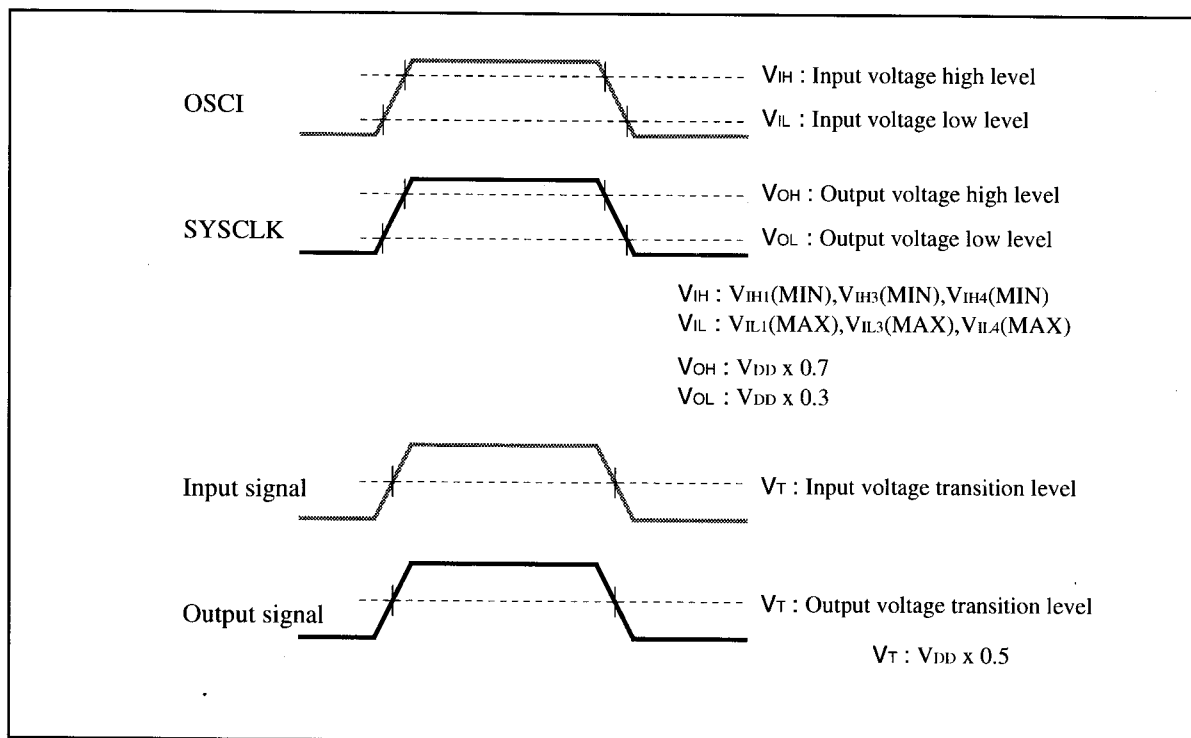 OSCI
VIH : Input voltage high level
VIL : Input voltage low level
SYSCLK
VOH : Output voltage high level
VOL : Output voltage low level
VIH : VIH1(MIN),VIH3(MIN),VIH4(MIN)
VIL : VIL1(MAX),VIL3(MAX),VIL4(MAX)
VOH : VDD x 0.7
VOL : VDD x 0.3
Input signal
VT : Input voltage transition level
Output signal
VT : Output voltage transition level
VT : VDD x 0.5